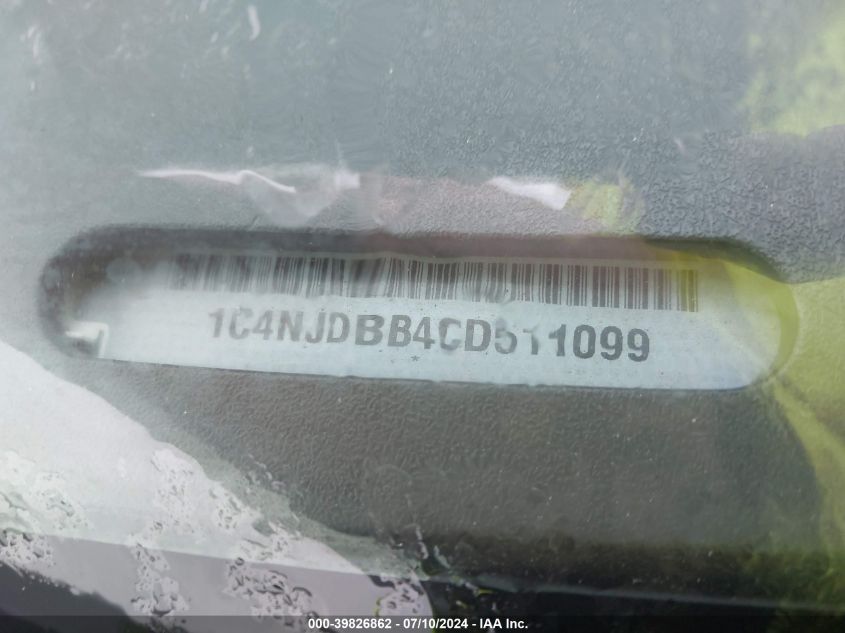 1C4NJDBB4CD511099
*
000-39826862 - 07/10/2024 - IAA Inc.